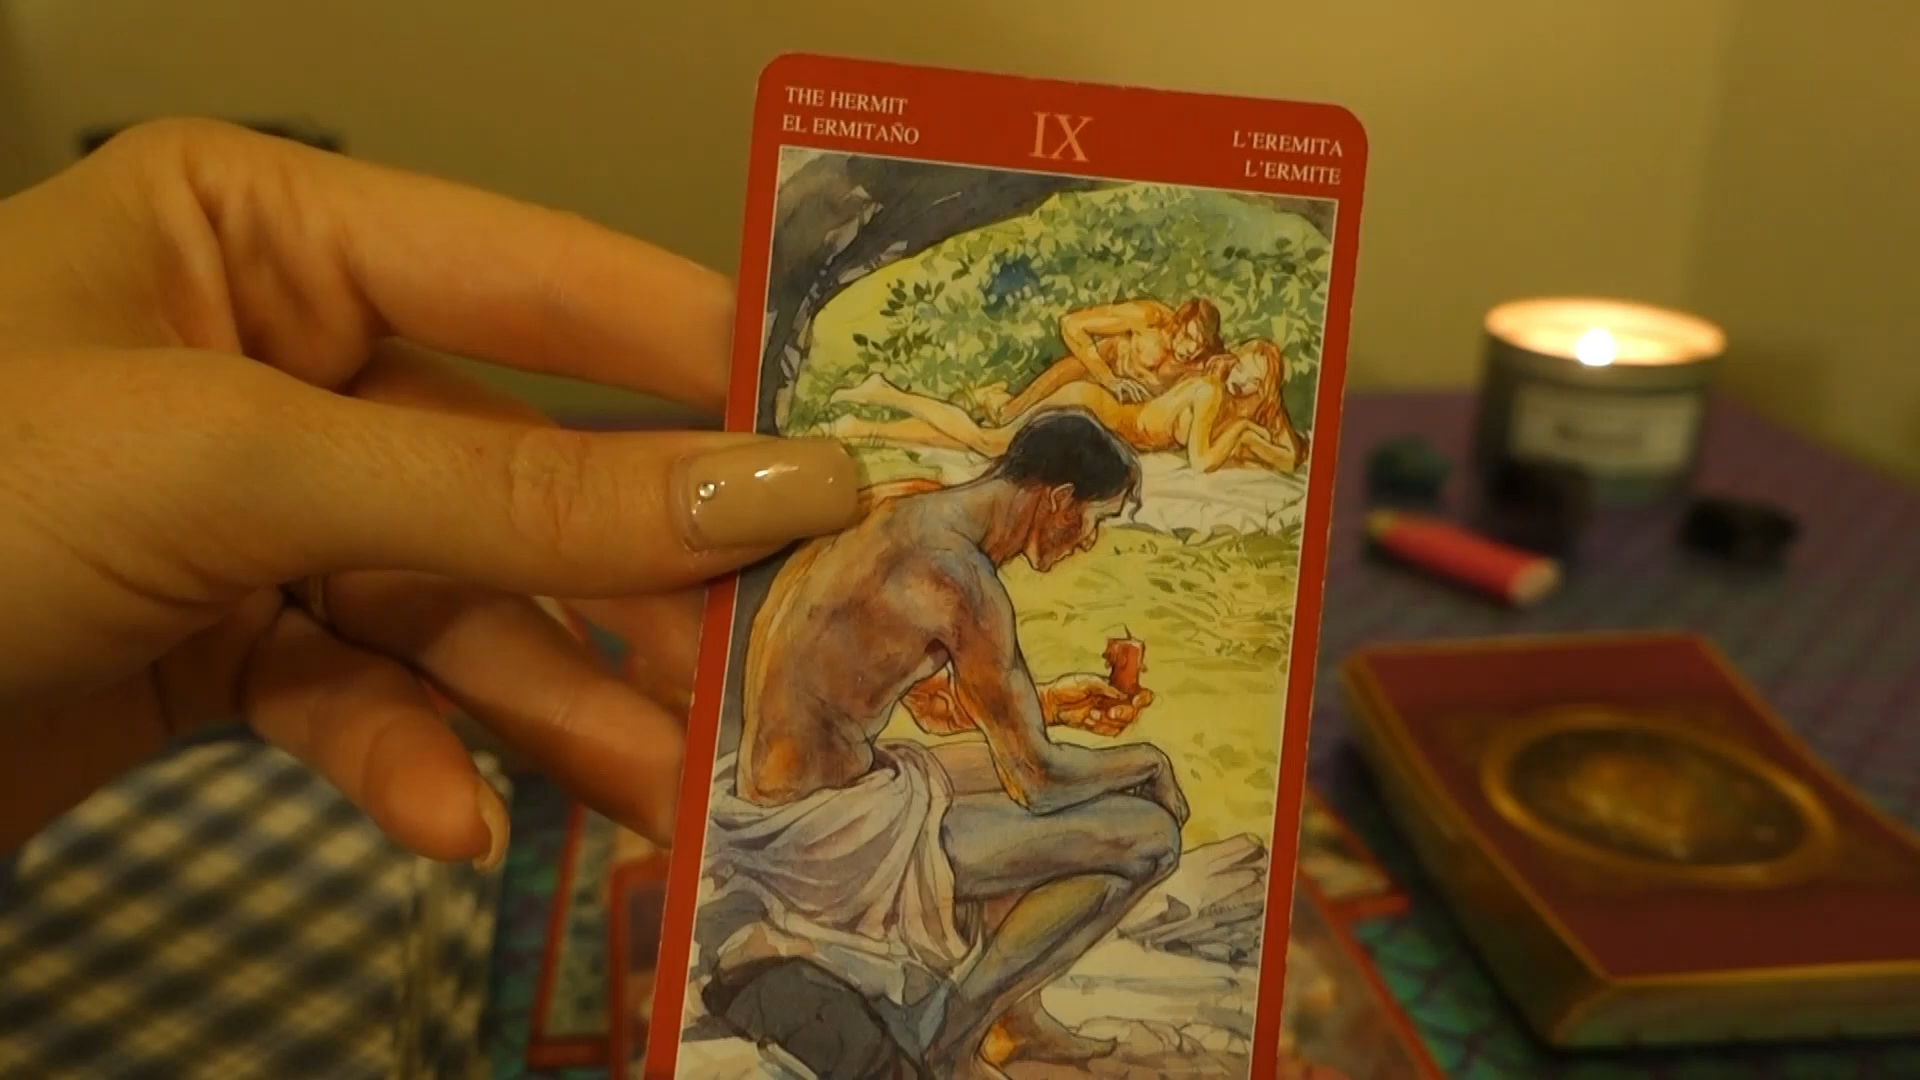 THE HERMIT
EL ERMITAÑO
IX
L'EREMITA
L'ERMITE